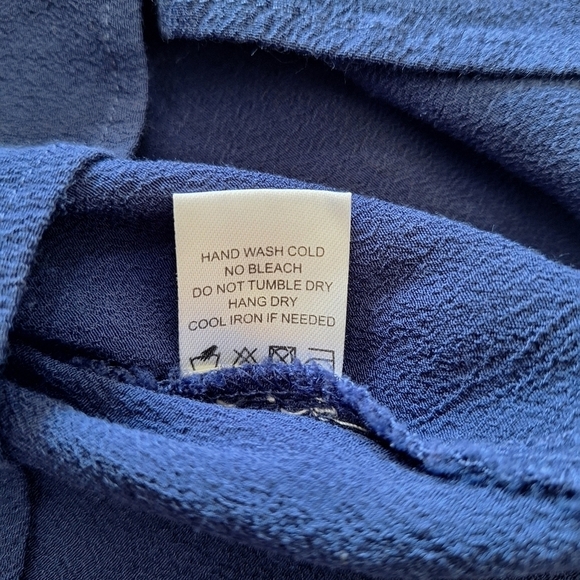 HAND WASH COLD
NO BLEACH
DO NOT TUMBLE DRY
HANG DRY
COOL IRON IF NEEDED